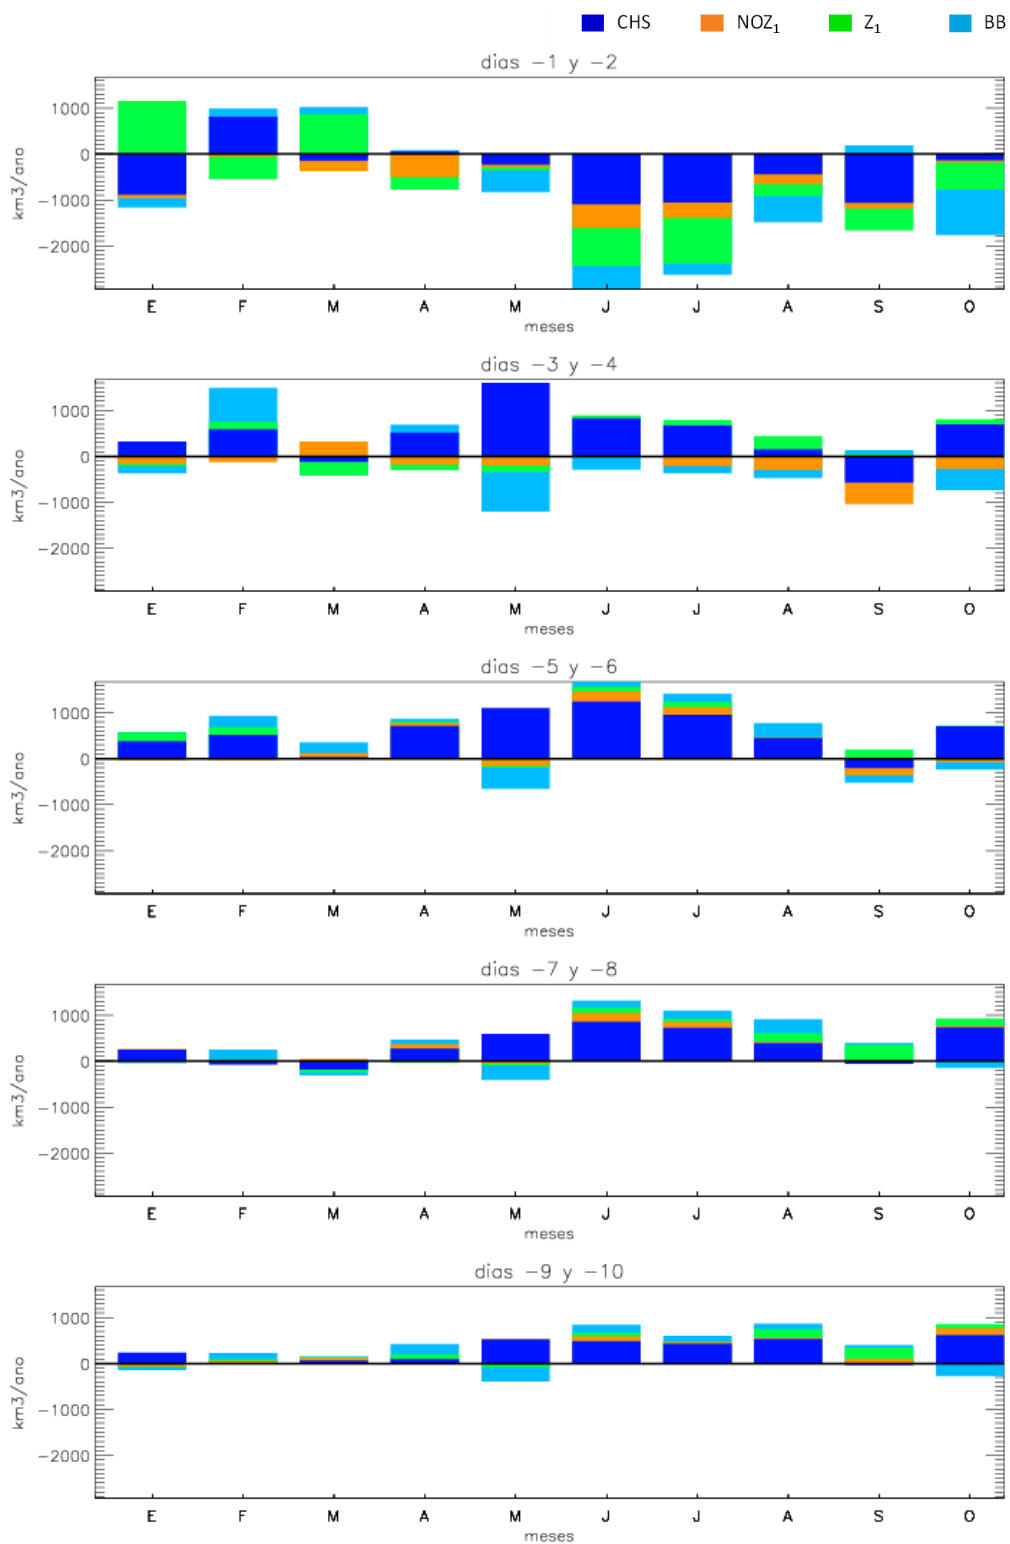 CHS NOZ₁ Z₁ BB
dias −1 y −2
1000
0
−1000
−2000
km3/ano
E F M A M J J A S O
meses
dias −3 y −4
1000
0
−1000
−2000
km3/ano
E F M A M J J A S O
meses
dias −5 y −6
1000
0
−1000
−2000
km3/ano
E F M A M J J A S O
meses
dias −7 y −8
1000
0
−1000
−2000
km3/ano
E F M A M J J A S O
meses
dias −9 y −10
1000
0
−1000
−2000
km3/ano
E F M A M J J A S O
meses